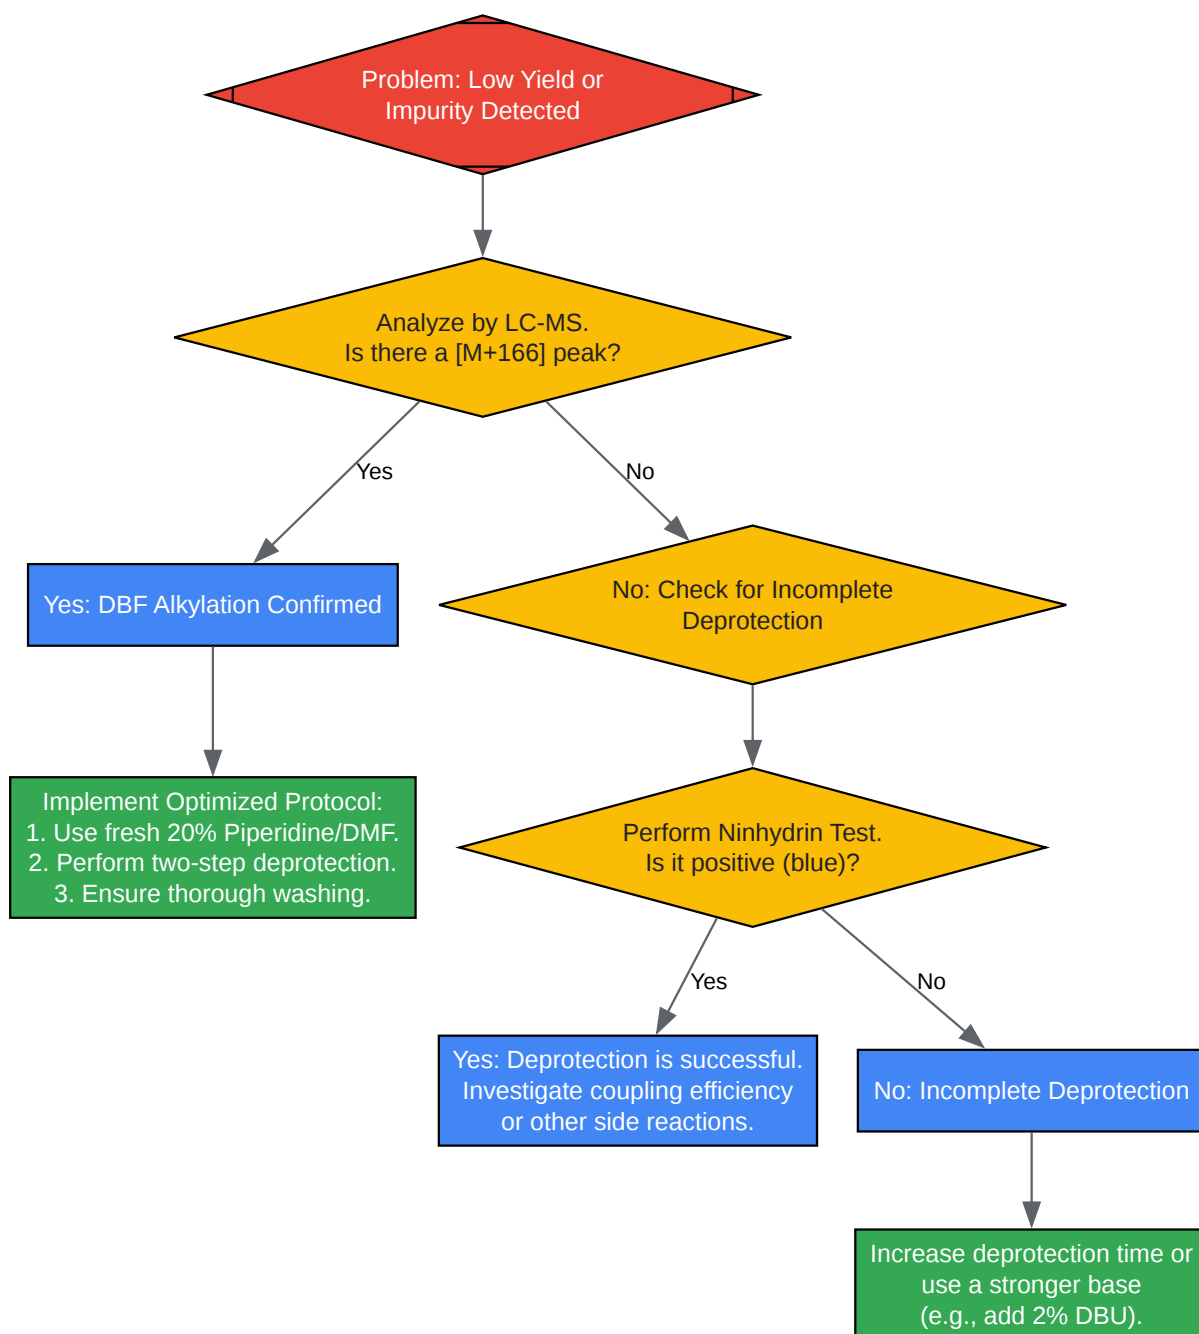 Problem: Low Yield or
Impurity Detected
Analyze by LC-MS.
Is there a [M+166] peak?
Yes
No
Yes: DBF Alkylation Confirmed
No: Check for Incomplete
Deprotection
Implement Optimized Protocol:
1. Use fresh 20% Piperidine/DMF.
2. Perform two-step deprotection.
3. Ensure thorough washing.
Perform Ninhydrin Test.
Is it positive (blue)?
Yes
No
Yes: Deprotection is successful.
Investigate coupling efficiency
or other side reactions.
No: Incomplete Deprotection
Increase deprotection time or
use a stronger base
(e.g., add 2% DBU).